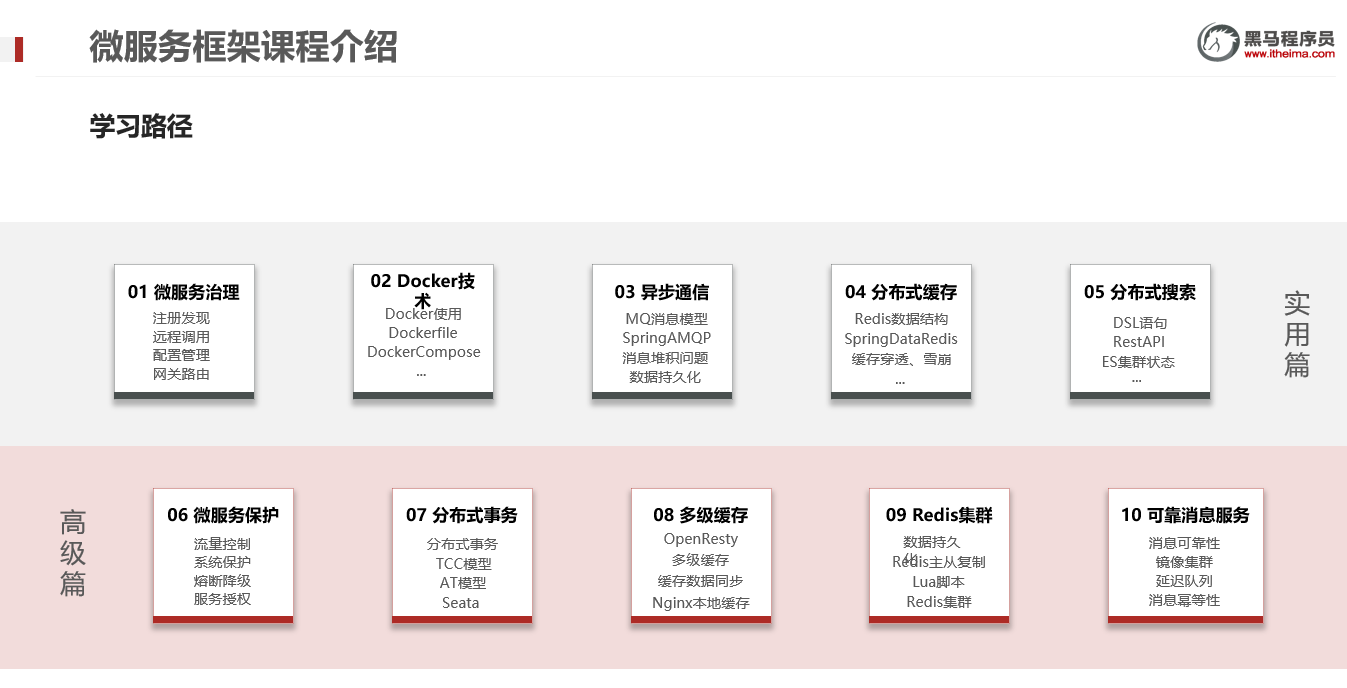 微服务框架课程介绍
黑马程序员
www.itheima.com
学习路径
01 微服务治理
注册发现
远程调用
配置管理
网关路由
02 Docker技
术
Docker使用
Dockerfile
DockerCompose
...
03 异步通信
MQ消息模型
SpringAMQP
消息堆积问题
数据持久化
04 分布式缓存
Redis数据结构
SpringDataRedis
缓存穿透、雪崩
...
05 分布式搜索
DSL语句
RestAPI
ES集群状态
...
实
用
篇
高
级
篇
06 微服务保护
流量控制
系统保护
熔断降级
服务授权
07 分布式事务
分布式事务
TCC模型
AT模型
Seata
08 多级缓存
OpenResty
多级缓存
缓存数据同步
Nginx本地缓存
09 Redis集群
数据持久
化
Redis主从复制
Lua脚本
Redis集群
10 可靠消息服务
消息可靠性
镜像集群
延迟队列
消息幂等性